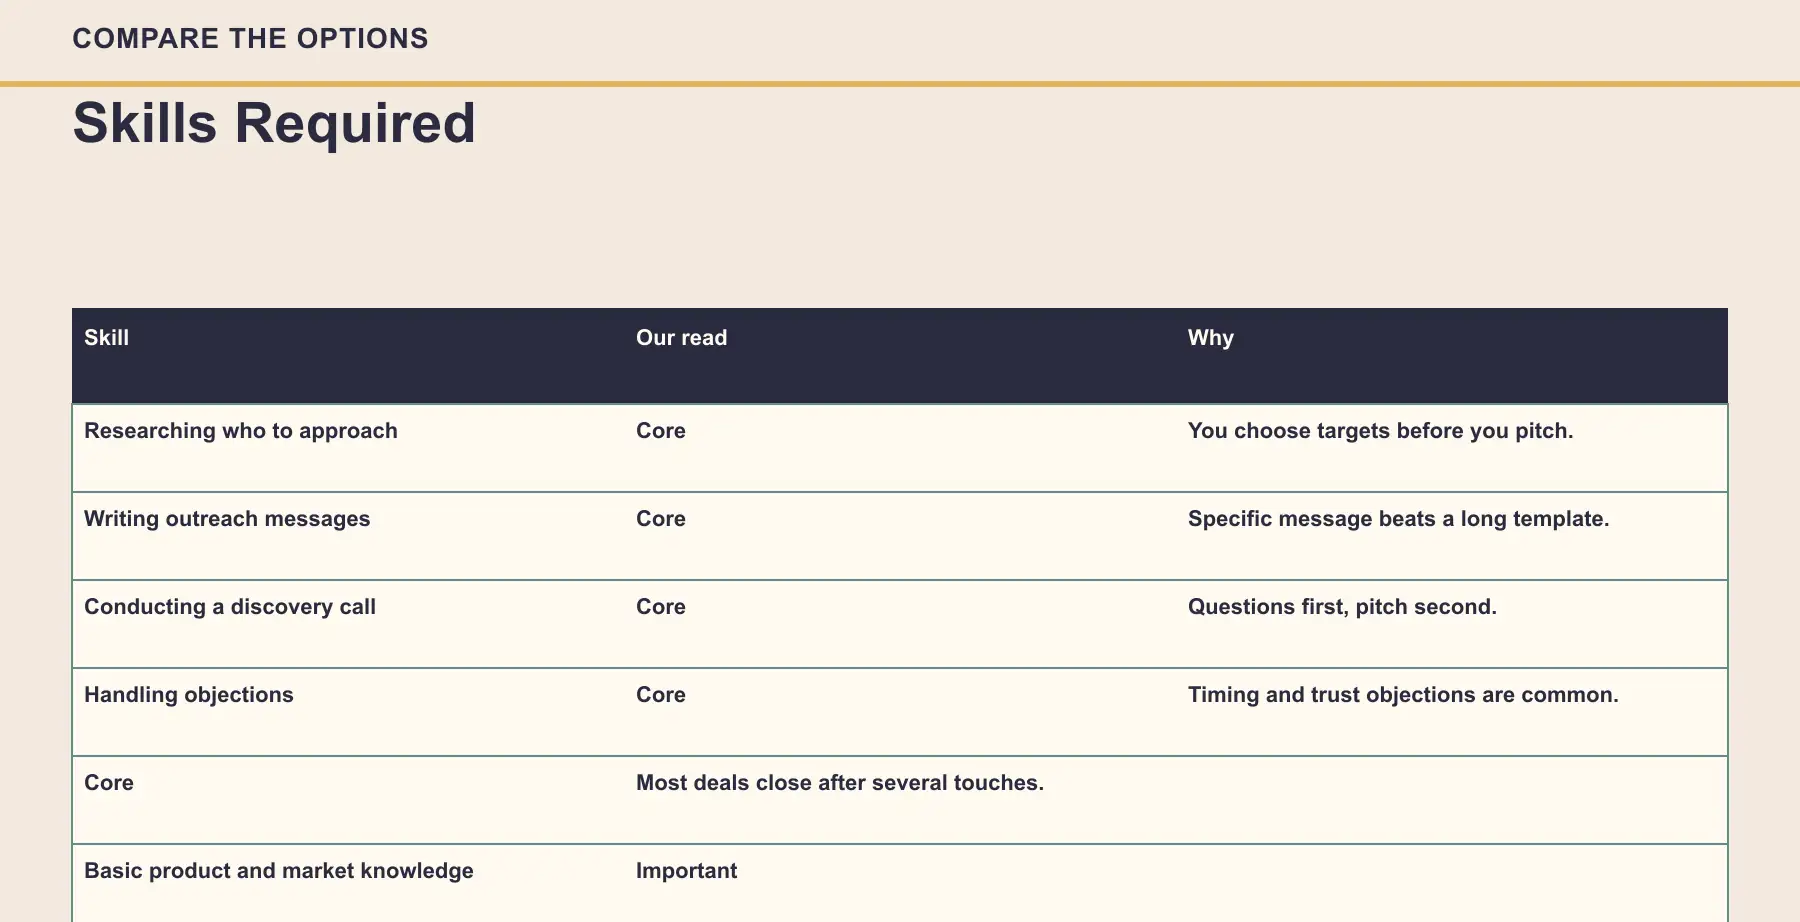 COMPARE THE OPTIONS
Skills Required
Skill Our read Why
Researching who to approach Core You choose targets before you pitch.
Writing outreach messages Core Specific message beats a long template.
Conducting a discovery call Core Questions first, pitch second.
Handling objections Core Timing and trust objections are common.
Core Most deals close after several touches.
Basic product and market knowledge Important